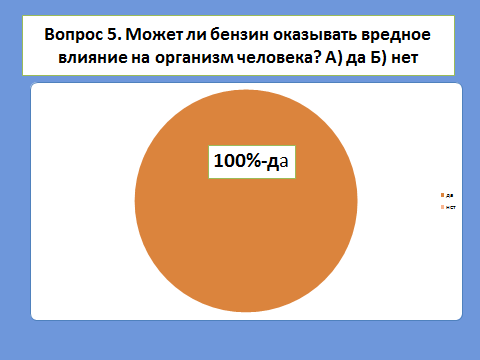 Вопрос 5. Может ли бензин оказывать вредное
влияние на организм человека? А) да Б) нет
100%-да
да
нет